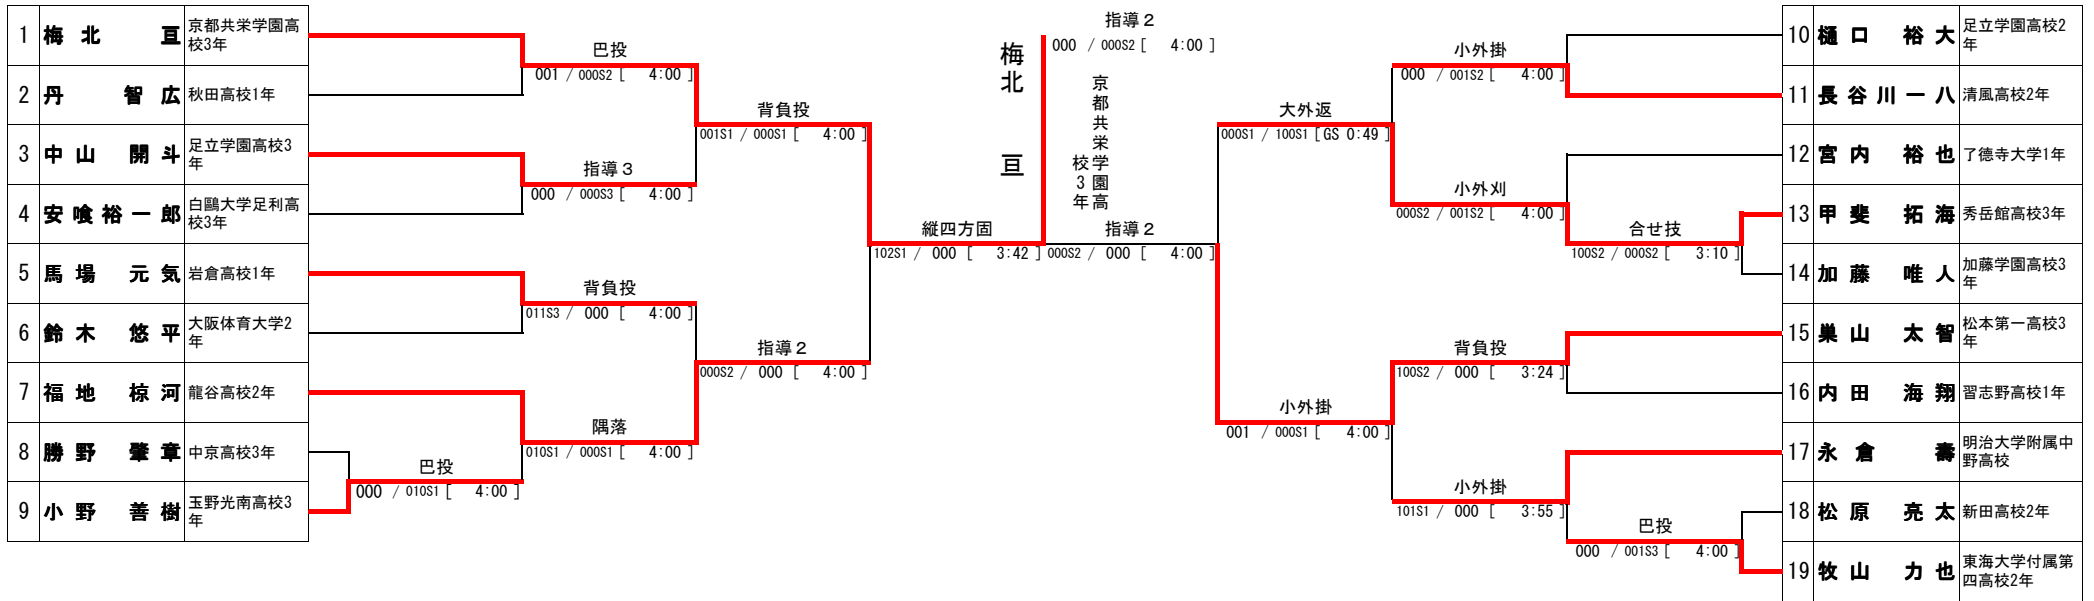 1 梅北 亘 京都共栄学園高
校3年
2 丹 智広 秋田高校1年
3 中山 開斗 足立学園高校3
年
4 安喰裕一郎 白鷗大学足利高
校3年
5 馬場 元気 岩倉高校1年
6 鈴木 悠平 大阪体育大学2
年
7 福地 椋河 龍谷高校2年
8 勝野 肇章 中京高校3年
9 小野 善樹 玉野光南高校3
年
巴投
001 / 000S2 [ 4:00 ]
指導3
000 / 000S3 [ 4:00 ]
背負投
011S3 / 000 [ 4:00 ]
隅落
010S1 / 000S1 [ 4:00 ]
巴投
000 / 010S1 [ 4:00 ]
背負投
001S1 / 000S1 [ 4:00 ]
指導2
000S2 / 000 [ 4:00 ]
縦四方固
102S1 / 000 [ 3:42 ]
梅北 亘
指導2
000 / 000S2 [ 4:00 ]
京都共栄学園高
校3年
指導2
000S2 / 000 [ 4:00 ]
大外返
000S1 / 100S1 [GS 0:49 ]
小外掛
001 / 000S1 [ 4:00 ]
小外掛
000 / 001S2 [ 4:00 ]
小外刈
000S2 / 001S2 [ 4:00 ]
背負投
100S2 / 000 [ 3:24 ]
小外掛
101S1 / 000 [ 3:55 ]
合せ技
100S2 / 000S2 [ 3:10 ]
巴投
000 / 001S3 [ 4:00 ]
10 樋口 裕大 足立学園高校2
年
11 長谷川一八 清風高校2年
12 宮内 裕也 了徳寺大学1年
13 甲斐 拓海 秀岳館高校3年
14 加藤 唯人 加藤学園高校3
年
15 巣山 太智 松本第一高校3
年
16 内田 海翔 習志野高校1年
17 永倉 壽 明治大学附属中
野高校
18 松原 亮太 新田高校2年
19 牧山 力也 東海大学付属第
四高校2年